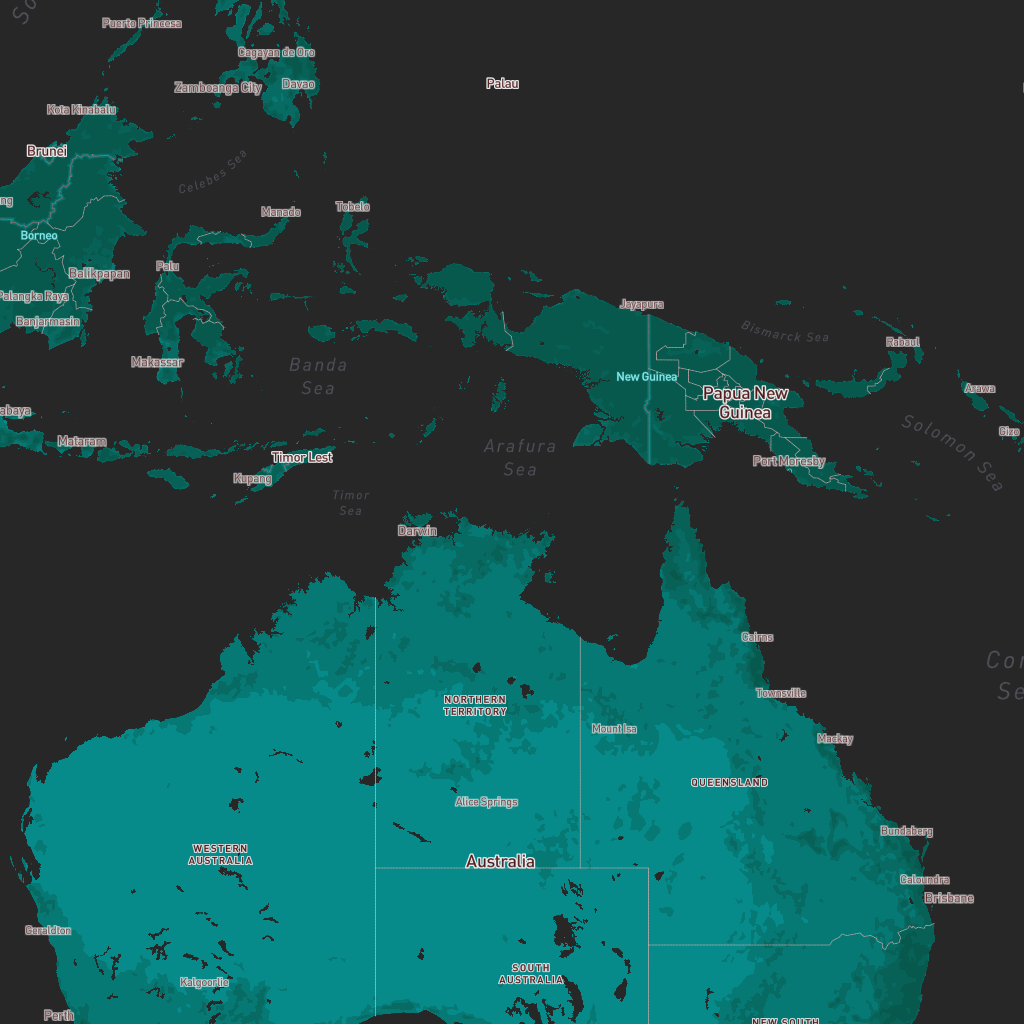 Puerto Princesa
Cagayan de Oro
Zamboanga City
Davao
Palau
Kota Kinabalu
Brunei
Celebes Sea
Manado
Tobelo
Borneo
Palu
Balikpapan
Palangka Raya
Banjarmasin
Jayapura
Bismarck Sea
Rabaul
Makassar
Banda
Sea
New Guinea
Papua New
Guinea
Arawa
Gizo
Solomon Sea
Mataram
Timor Lest
Kupang
Arafura
Sea
Port Moresby
Timor
Sea
Darwin
Cairns
NORTHERN
TERRITORY
Townsville
Mount Isa
Mackay
QUEENSLAND
Alice Springs
Bundaberg
WESTERN
AUSTRALIA
Australia
Caloundra
Brisbane
Geraldton
SOUTH
AUSTRALIA
Kalgoorlie
Perth
NEW SOUTH